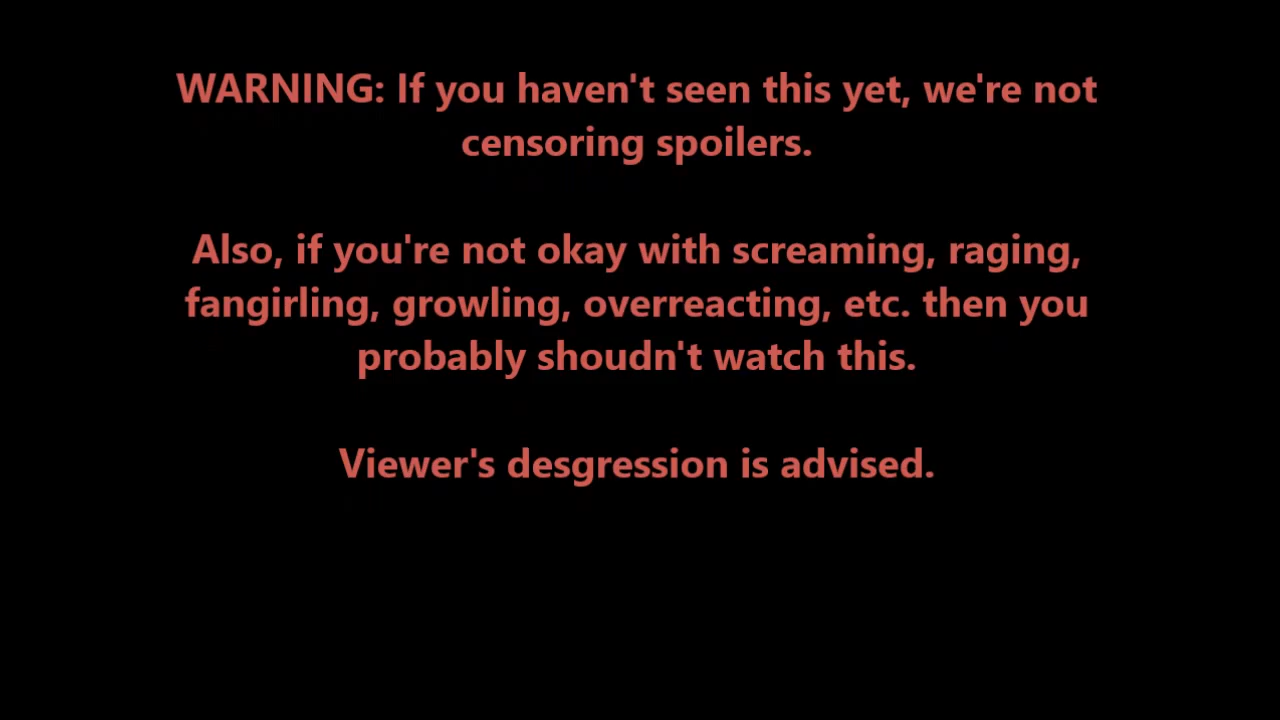 WARNING: If you haven't seen this yet, we're not
censoring spoilers.
Also, if you're not okay with screaming, raging,
fangirling, growling, overreacting, etc. then you
probably shoudn't watch this.
Viewer's desgression is advised.